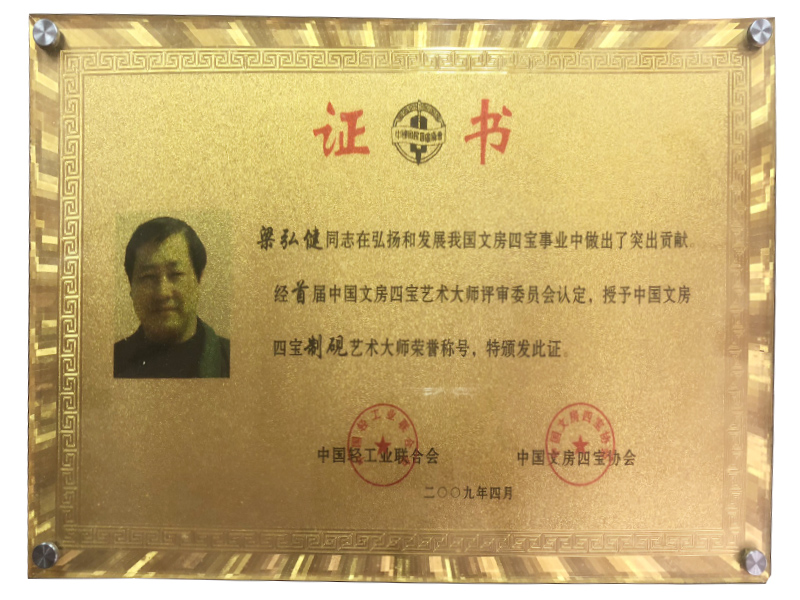 证 书
梁弘健同志在弘扬和发展我国文房四宝事业中做出了突出贡献。
经首届中国文房四宝艺术大师评审委员会认定，授予中国文房
四宝制砚艺术大师荣誉称号，特颁发此证。
中国轻工业联合会
中国文房四宝协会
二〇〇九年四月